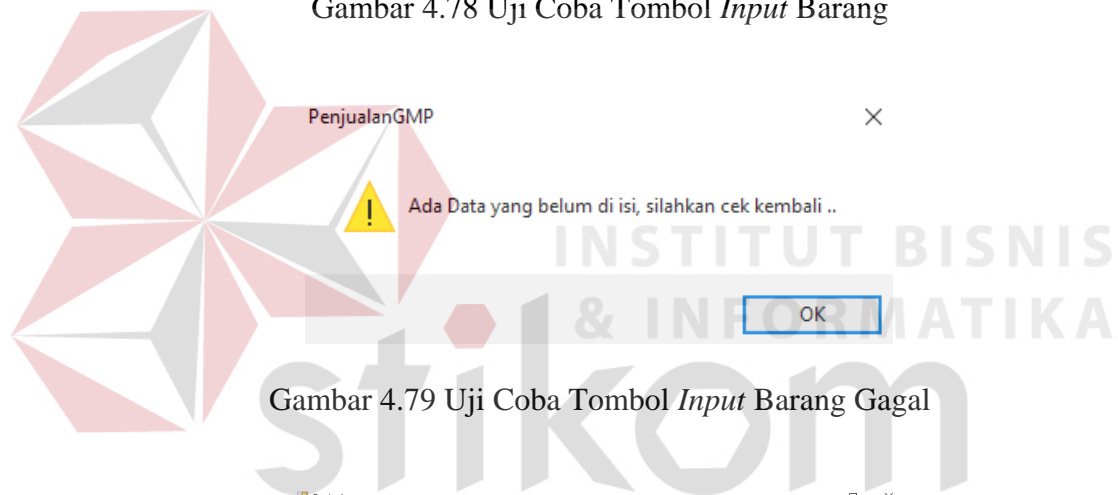 Gambar 4.78 Uji Coba Tombol Input Barang
PenjualanGMP
Ada Data yang belum di isi, silahkan cek kembali ..
INSTITUT BISNIS
& INFORMATIKA
OK
stikom
Gambar 4.79 Uji Coba Tombol Input Barang Gagal